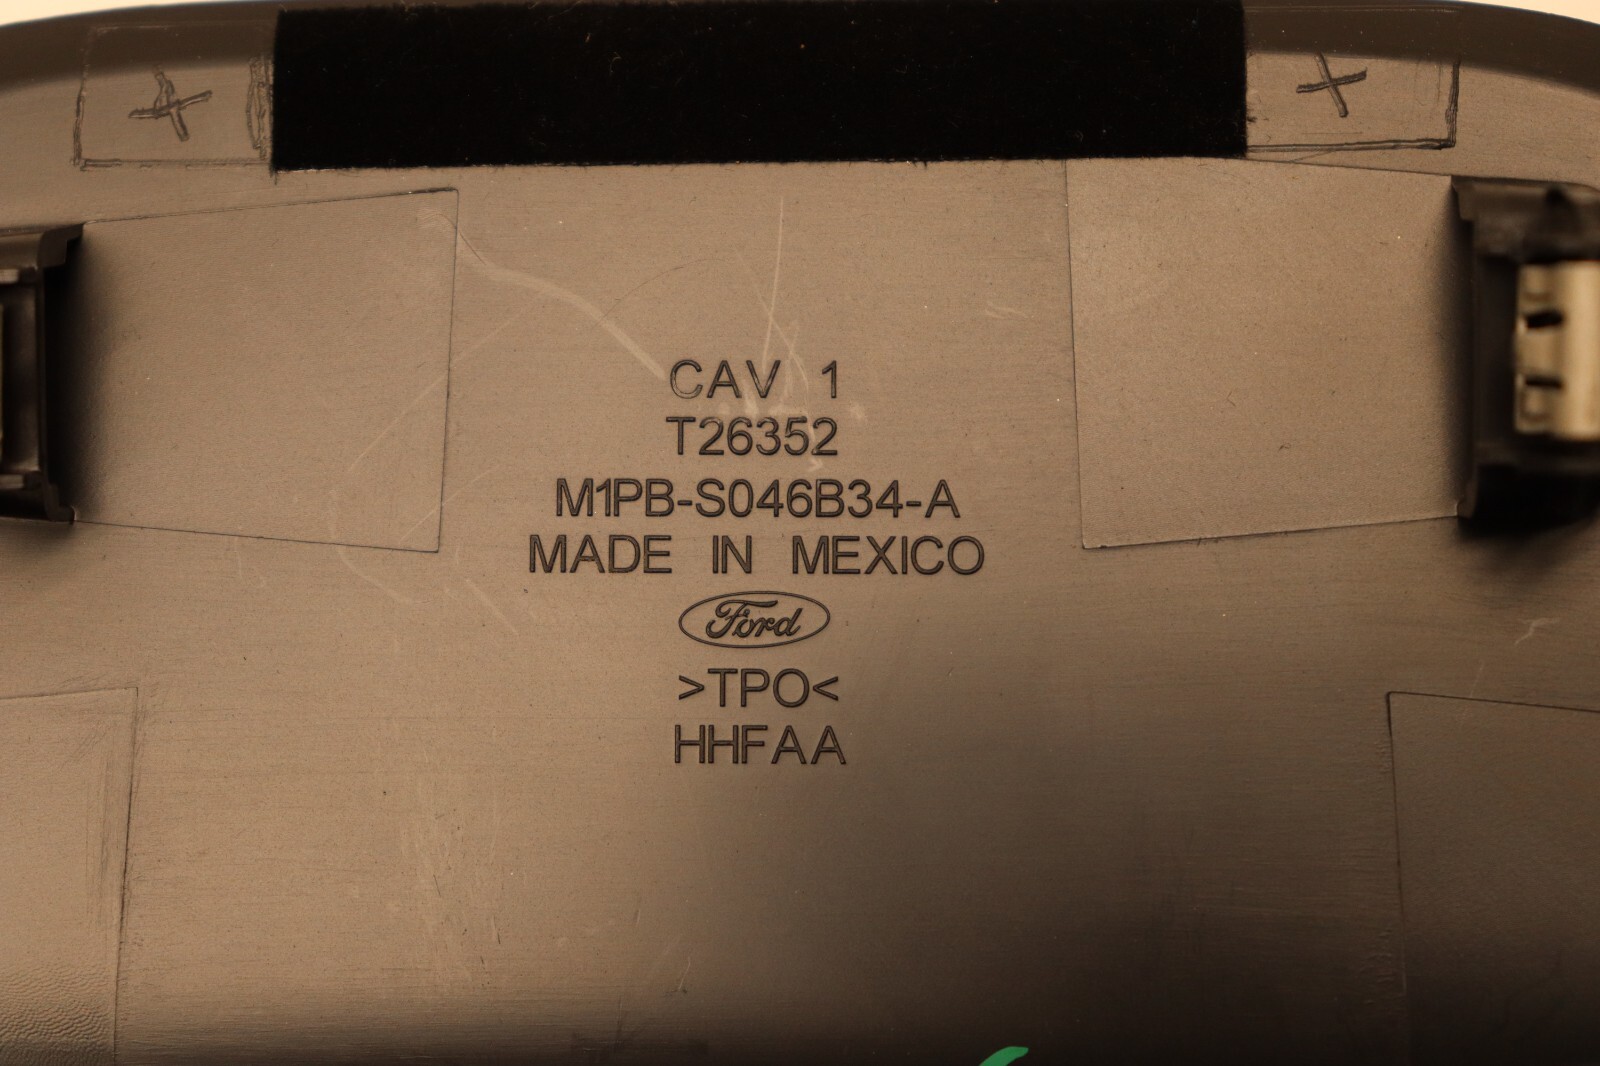 CAV 1
T26352
M1PB-S046B34-A
MADE IN MEXICO
Ford
>TPO<
HHFAA